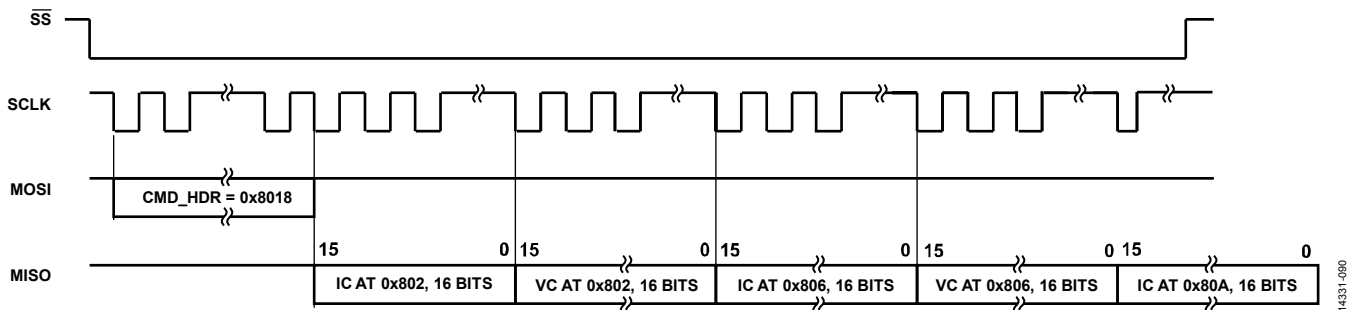 SS
SCLK
MOSI
CMD_HDR = 0x8018
15 0 15 0 15 0 15 0 15 0
MISO
IC AT 0x802, 16 BITS VC AT 0x802, 16 BITS IC AT 0x806, 16 BITS VC AT 0x806, 16 BITS IC AT 0x80A, 16 BITS
14331-090